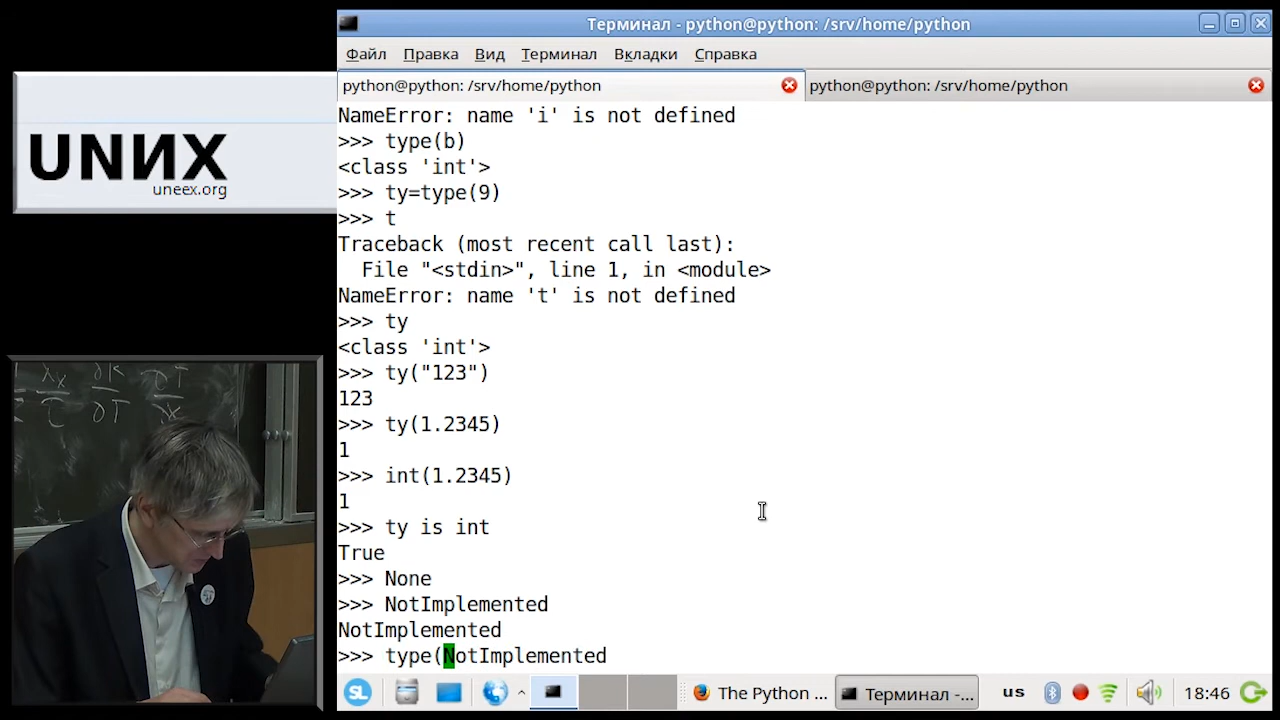 Терминал - python@python: /srv/home/python
Файл Правка Вид Терминал Вкладки Справка
python@python: /srv/home/python python@python: /srv/home/python
UNИX
uneex.org
NameError: name 'i' is not defined
>>> type(b)
<class 'int'>
>>> ty=type(9)
>>> t
Traceback (most recent call last):
  File "<stdin>", line 1, in <module>
NameError: name 't' is not defined
>>> ty
<class 'int'>
>>> ty("123")
123
>>> ty(1.2345)
1
>>> int(1.2345)
1
>>> ty is int
True
>>> None
>>> NotImplemented
NotImplemented
>>> type(NotImplemented
SL The Python ... Терминал -... us 18:46